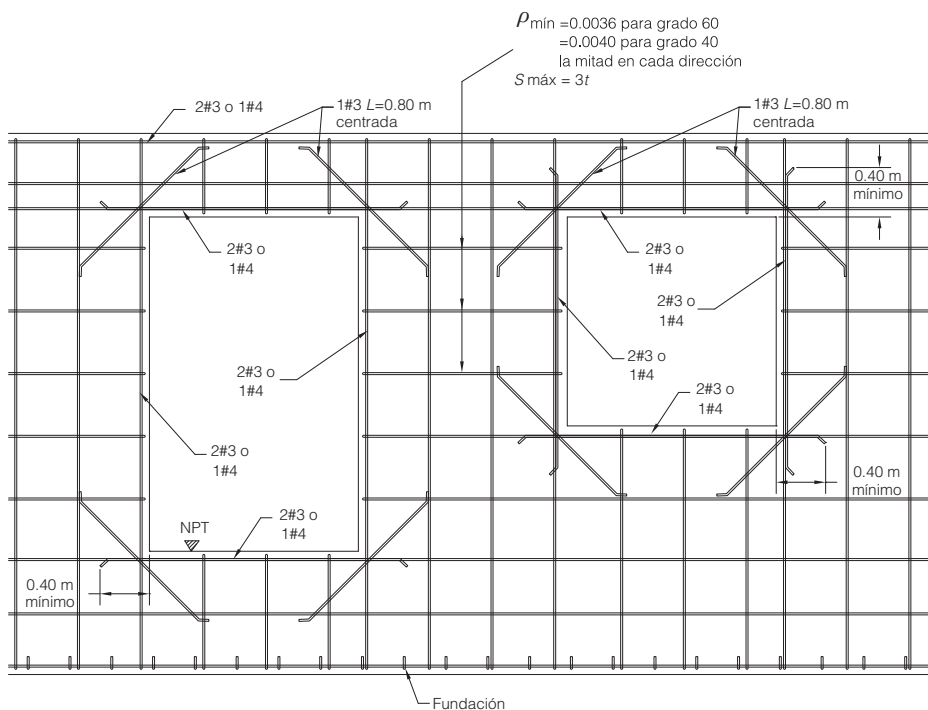 ρmín =0.0036 para grado 60
=0.0040 para grado 40
la mitad en cada dirección
S máx = 3t
2#3 o 1#4
1#3 L=0.80 m
centrada
1#3 L=0.80 m
centrada
0.40 m
mínimo
2#3 o
1#4
2#3 o
1#4
2#3 o
1#4
2#3 o
1#4
2#3 o
1#4
2#3 o
1#4
2#3 o
1#4
0.40 m
mínimo
NPT
2#3 o
1#4
0.40 m
mínimo
Fundación